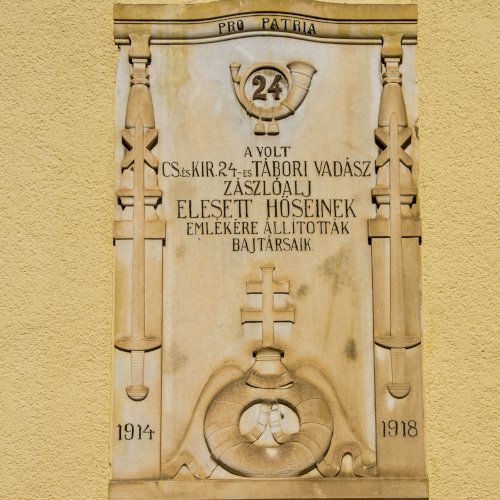 PRO PATRIA
24
A VOLT
CS. ÉS KIR. 24-ES TÁBORI VADÁSZ
ZÁSZLÓALJ
ELESETT HŐSEINEK
EMLÉKÉRE ÁLLÍTOTTÁK
BAJTÁRSAIK
1914 1918